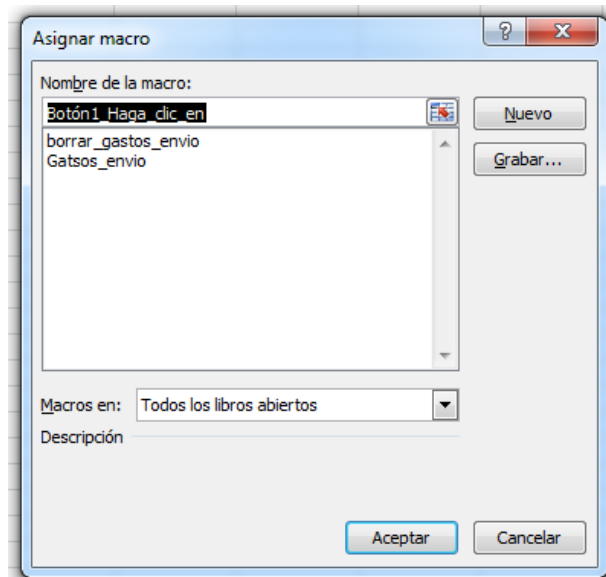 Asignar macro
?
Nombre de la macro:
Botón1_Haga_clic_en
Nuevo
borrar_gastos_envio
Gatsos_envio
Grabar...
Macros en:
Todos los libros abiertos
Descripción
Aceptar
Cancelar